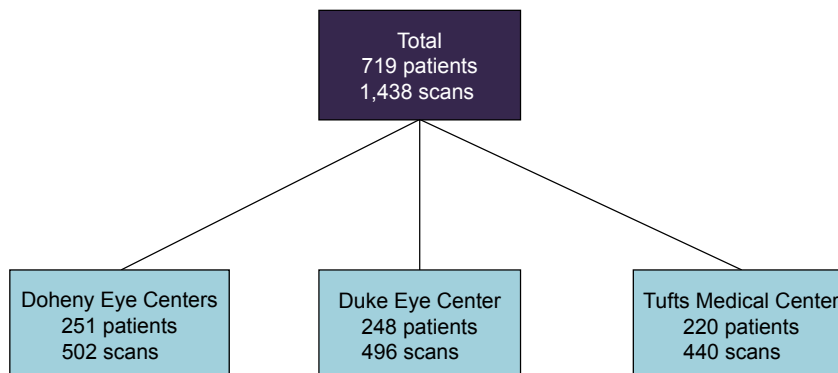 Total
719 patients
1,438 scans
Doheny Eye Centers
251 patients
502 scans
Duke Eye Center
248 patients
496 scans
Tufts Medical Center
220 patients
440 scans